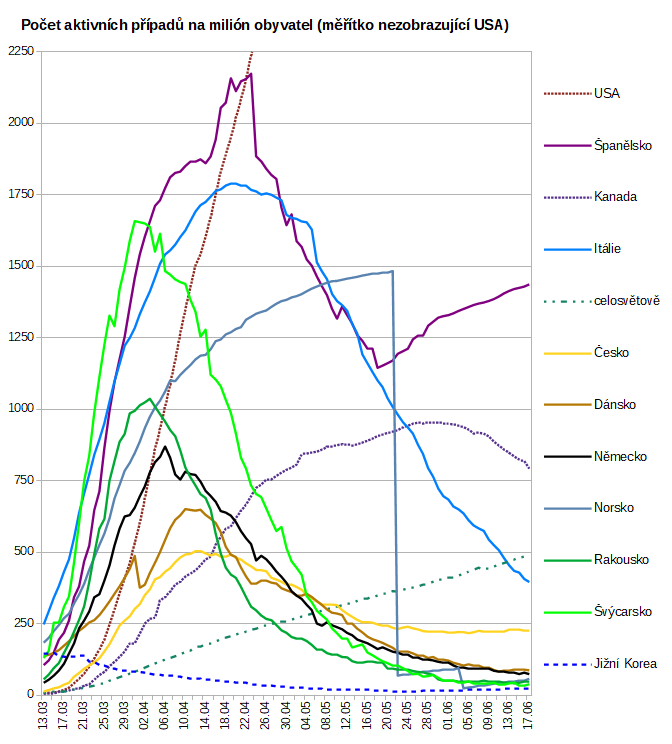 Počet aktivních případů na milión obyvatel (měřítko nezobrazující USA)
2250
2000
1750
1500
1250
1000
750
500
250
0
13.03
17.03
21.03
25.03
29.03
02.04
06.04
10.04
14.04
18.04
22.04
26.04
30.04
04.05
08.05
12.05
16.05
20.05
24.05
28.05
01.06
05.06
09.06
13.06
17.06
USA
Španělsko
Kanada
Itálie
celosvětově
Česko
Dánsko
Německo
Norsko
Rakousko
Švýcarsko
Jižní Korea